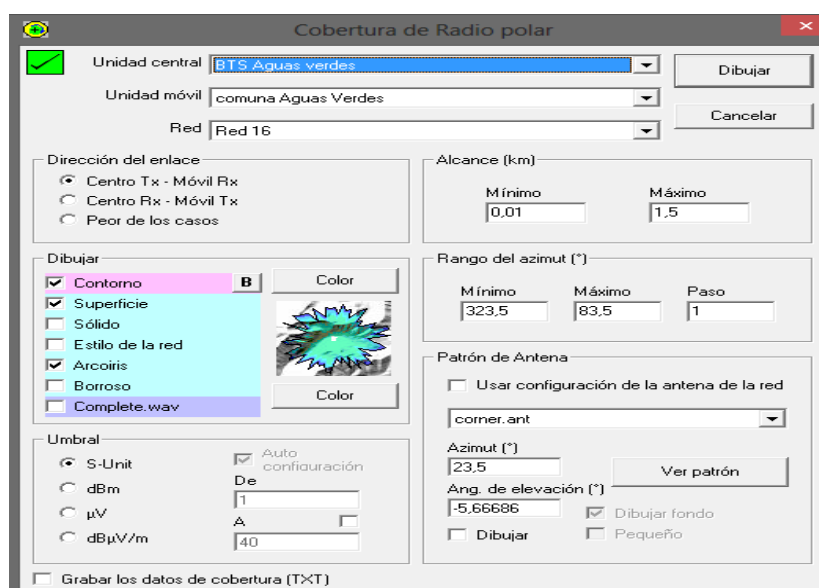 Cobertura de Radio polar
Unidad central BTS Aguas verdes
Dibujar
Unidad móvil comuna Aguas Verdes
Cancelar
Red Red 16
Dirección del enlace
Centro Tx - Móvil Rx
Centro Rx - Móvil Tx
Peor de los casos
Alcance (km)
Mínimo Máximo
0,01 1,5
Dibujar
Contorno B Color
Superficie
Sólido
Estilo de la red
Arcoiris
Borroso
Color
Complete.wav
Rango del azimut (°)
Mínimo Máximo Paso
323,5 83,5 1
Patrón de Antena
Usar configuración de la antena de la red
corner.ant
Azimut (°)
23,5
Ver patrón
Ang. de elevación (°)
-5,66686
Dibujar fondo
Dibujar Pequeño
Umbral
S-Unit
dBm
µV
dBµV/m
Auto
configuración
De
1
A
40
Grabar los datos de cobertura (TXT)